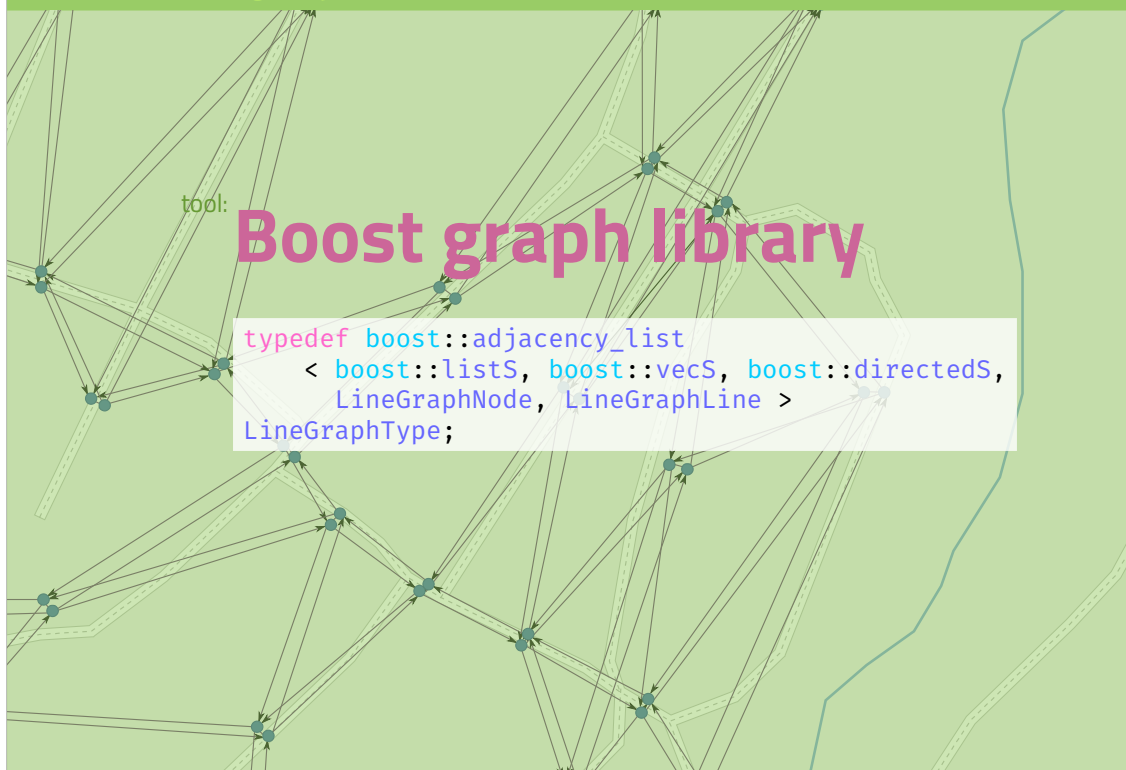 tool:
Boost graph library
typedef boost::adjacency_list
    < boost::listS, boost::vecS, boost::directedS,
      LineGraphNode, LineGraphLine >
LineGraphType;